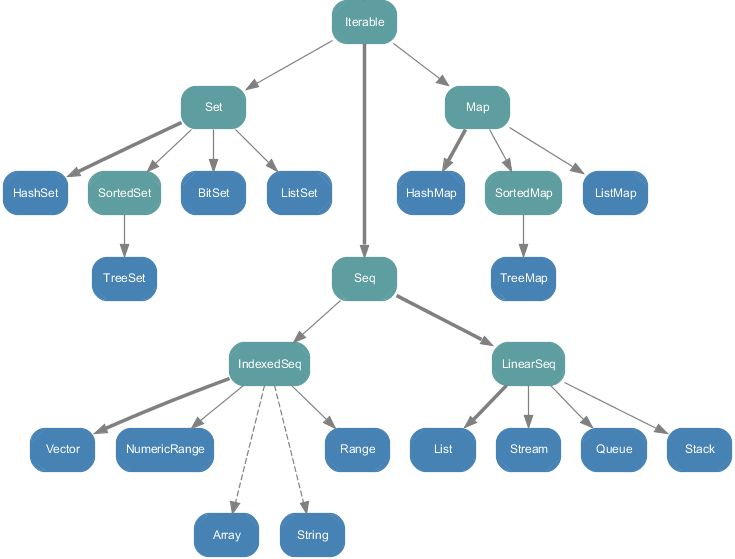 Iterable
Set
Map
HashSet
SortedSet
BitSet
ListSet
HashMap
SortedMap
ListMap
TreeSet
Seq
TreeMap
IndexedSeq
LinearSeq
Vector
NumericRange
Range
List
Stream
Queue
Stack
Array
String